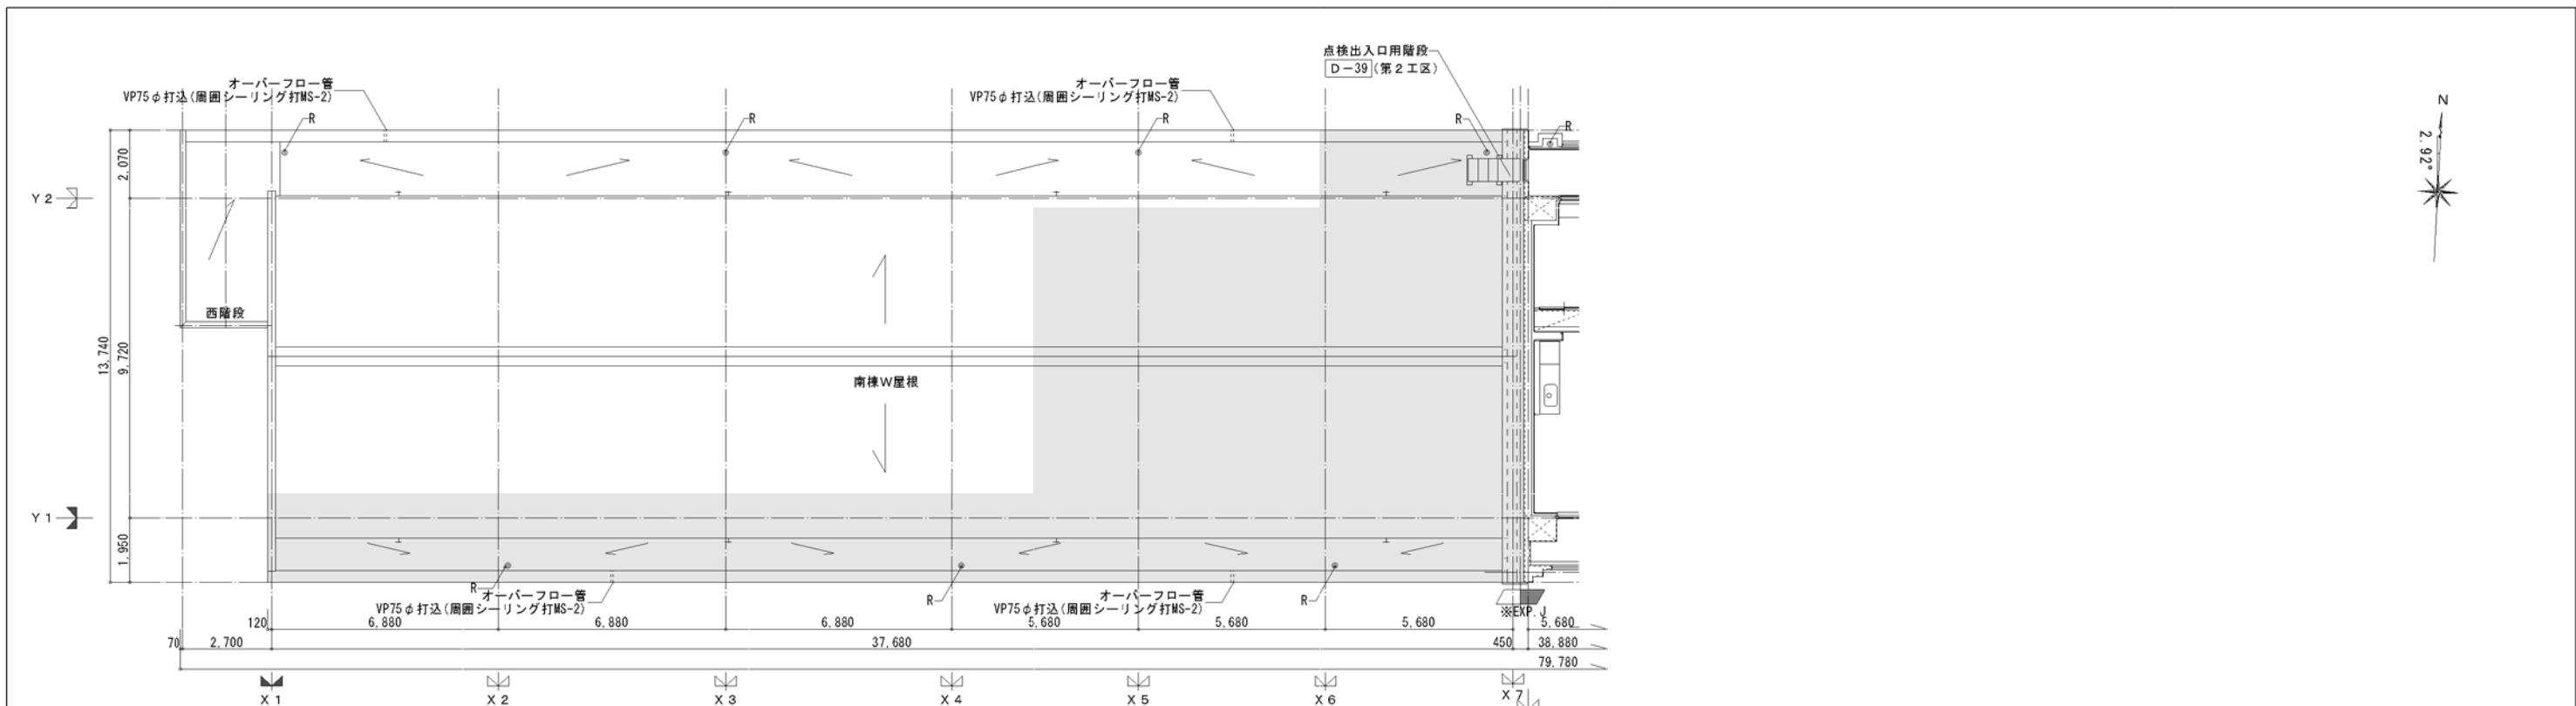 点検出入口用階段
D－39 (第２工区)
オーバーフロー管
VP75φ打込(周囲シーリング打MS-2)
オーバーフロー管
VP75φ打込(周囲シーリング打MS-2)
N
2.92°
R
R
R
R
R
2,070
Y 2
西階段
13,740
9,720
南棟W屋根
Y 1
1,950
R
オーバーフロー管
VP75φ打込(周囲シーリング打MS-2)
R
オーバーフロー管
VP75φ打込(周囲シーリング打MS-2)
R
※EXP.J
120
6,880
6,880
6,880
5,680
5,680
5,680
5,680
70
2,700
37,680
450
38,880
79,780
X 1
X 2
X 3
X 4
X 5
X 6
X 7